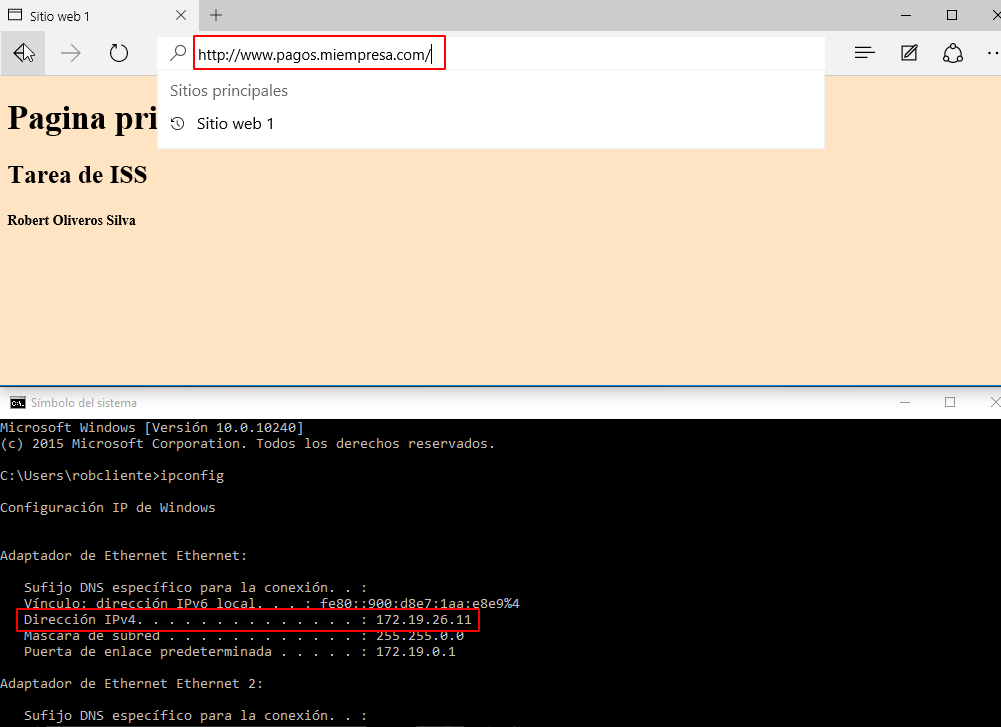 Sitio web 1
http://www.pagos.miempresa.com/
Sitios principales
Sitio web 1
Pagina pri
Tarea de ISS
Robert Oliveros Silva
Símbolo del sistema
Microsoft Windows [Versión 10.0.10240]
(c) 2015 Microsoft Corporation. Todos los derechos reservados.
C:\Users\robcliente>ipconfig
Configuración IP de Windows
Adaptador de Ethernet Ethernet:
Sufijo DNS específico para la conexión. . :
Vínculo: dirección IPv6 local. . . : fe80::900:d8e7:1aa:e8e9%4
Dirección IPv4. . . . . . . . . . . . . . : 172.19.26.11
Máscara de subred . . . . . . . . . . . . : 255.255.0.0
Puerta de enlace predeterminada . . . . . : 172.19.0.1
Adaptador de Ethernet Ethernet 2:
Sufijo DNS específico para la conexión. . :